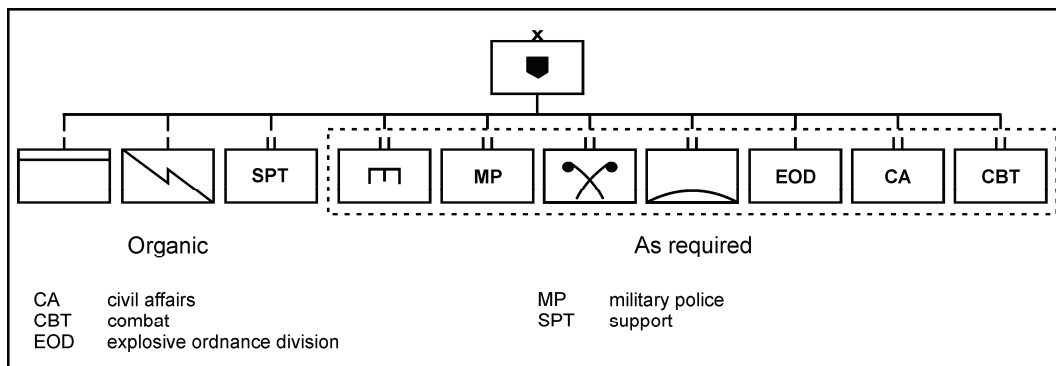 x
SPT
MP
EOD
CA
CBT
Organic
As required
CA civil affairs
CBT combat
EOD explosive ordnance division
MP military police
SPT support